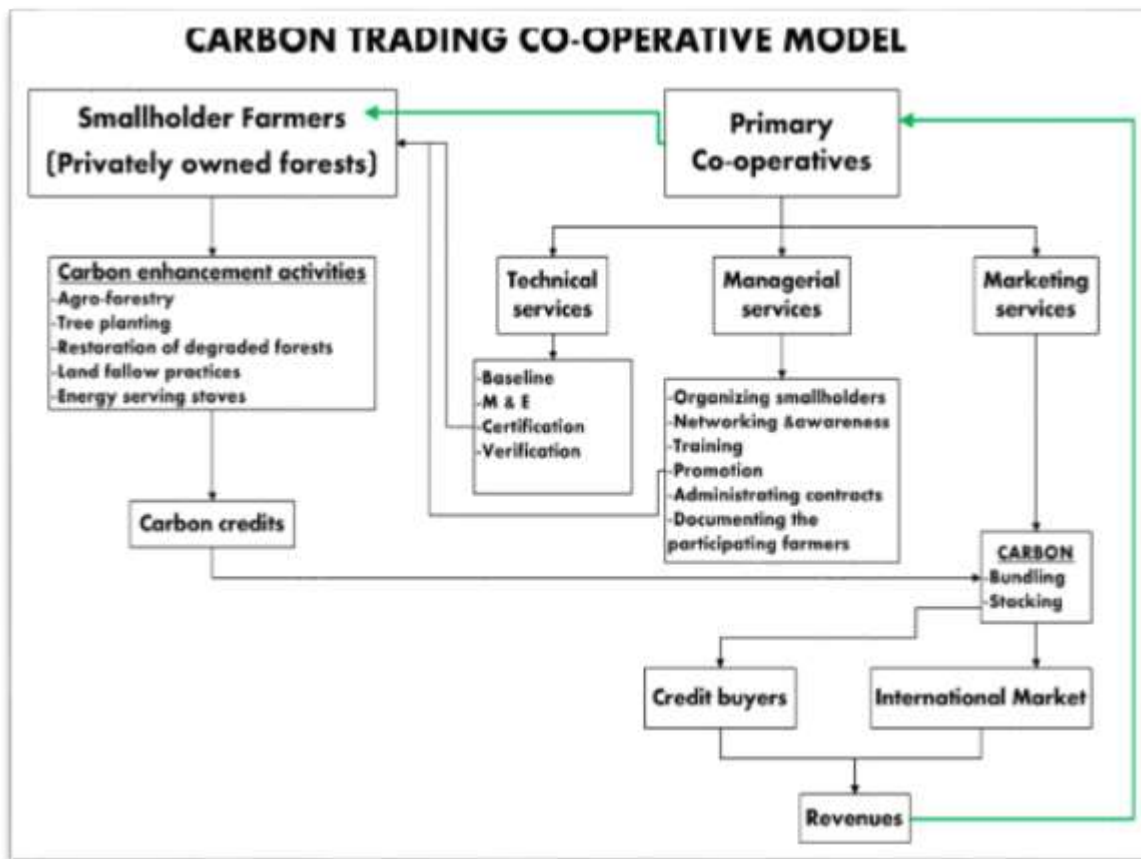 CARBON TRADING CO-OPERATIVE MODEL
Smallholder Farmers
(Privately owned forests)
Primary
Co-operatives
Carbon enhancement activities
-Agro-forestry
-Tree planting
-Restoration of degraded forests
-Land fallow practices
-Energy serving stoves
Technical
services
Managerial
services
Marketing
services
-Baseline
-M & E
-Certification
-Verification
-Organizing smallholders
-Networking &awareness
-Training
-Promotion
-Administrating contracts
-Documenting the
participating farmers
Carbon credits
CARBON
-Bundling
-Stacking
Credit buyers
International Market
Revenues